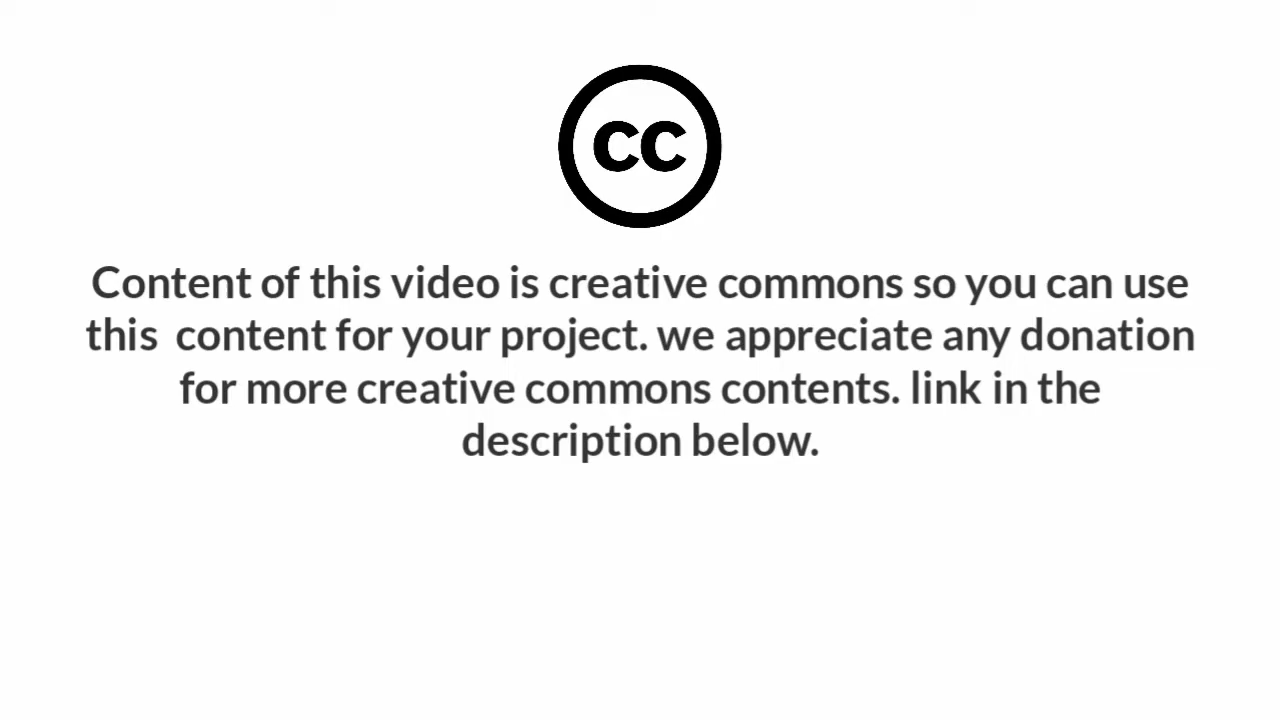 CC
Content of this video is creative commons so you can use
this  content for your project. we appreciate any donation
for more creative commons contents. link in the
description below.